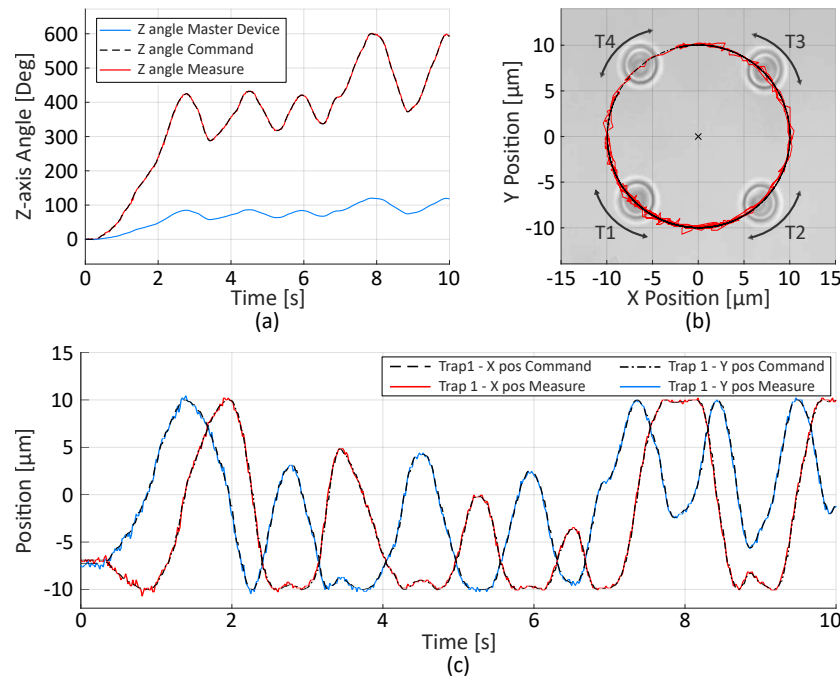 Z-axis Angle [Deg]
600
500
400
300
200
100
0
Z angle Master Device
Z angle Command
Z angle Measure
0 2 4 6 8 10
Time [s]
(a)
Y Position [µm]
10
5
0
-5
-10
T4
T3
T1
T2
-15 -10 -5 0 5 10 15
X Position [µm]
(b)
Position [µm]
15
10
5
0
-5
-10
Trap1 - X pos Command
Trap 1 - X pos Measure
Trap 1 - Y pos Command
Trap 1 - Y pos Measure
0 2 4 6 8 10
Time [s]
(c)